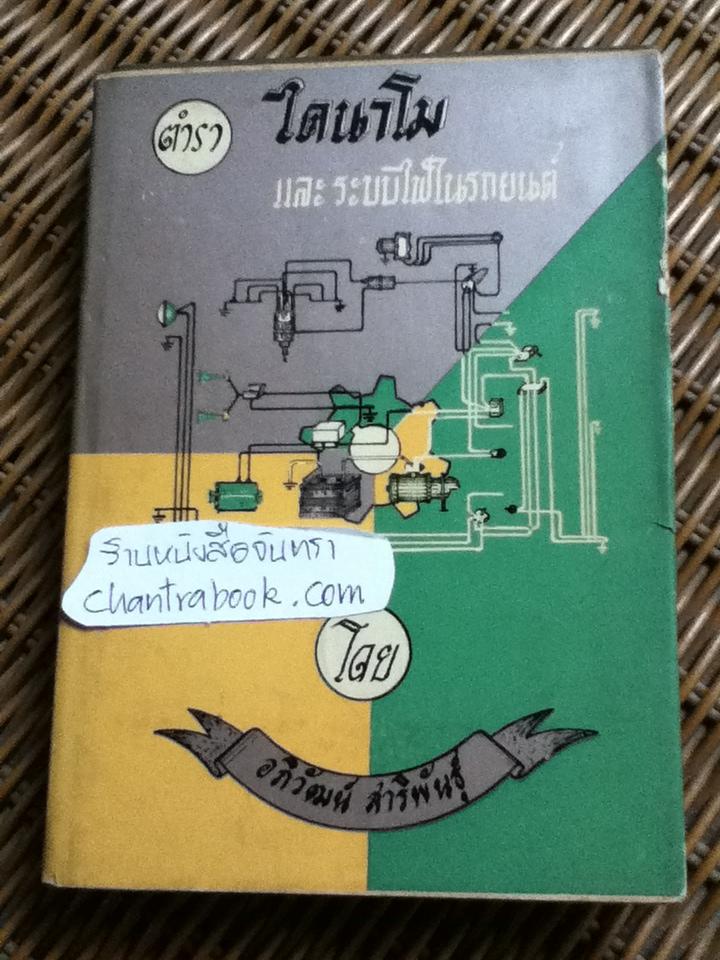 ตำรา
ไดนาโม
และ ระบบไฟในรถยนต์
ร้านหนังสือจันทรา
chantrabook.com
โดย
อภิวัฒน์ สาริพันธุ์